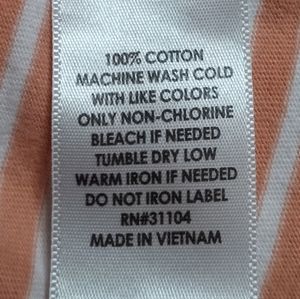 100% COTTON
MACHINE WASH COLD
WITH LIKE COLORS
ONLY NON-CHLORINE
BLEACH IF NEEDED
TUMBLE DRY LOW
WARM IRON IF NEEDED
DO NOT IRON LABEL
RN#31104
MADE IN VIETNAM